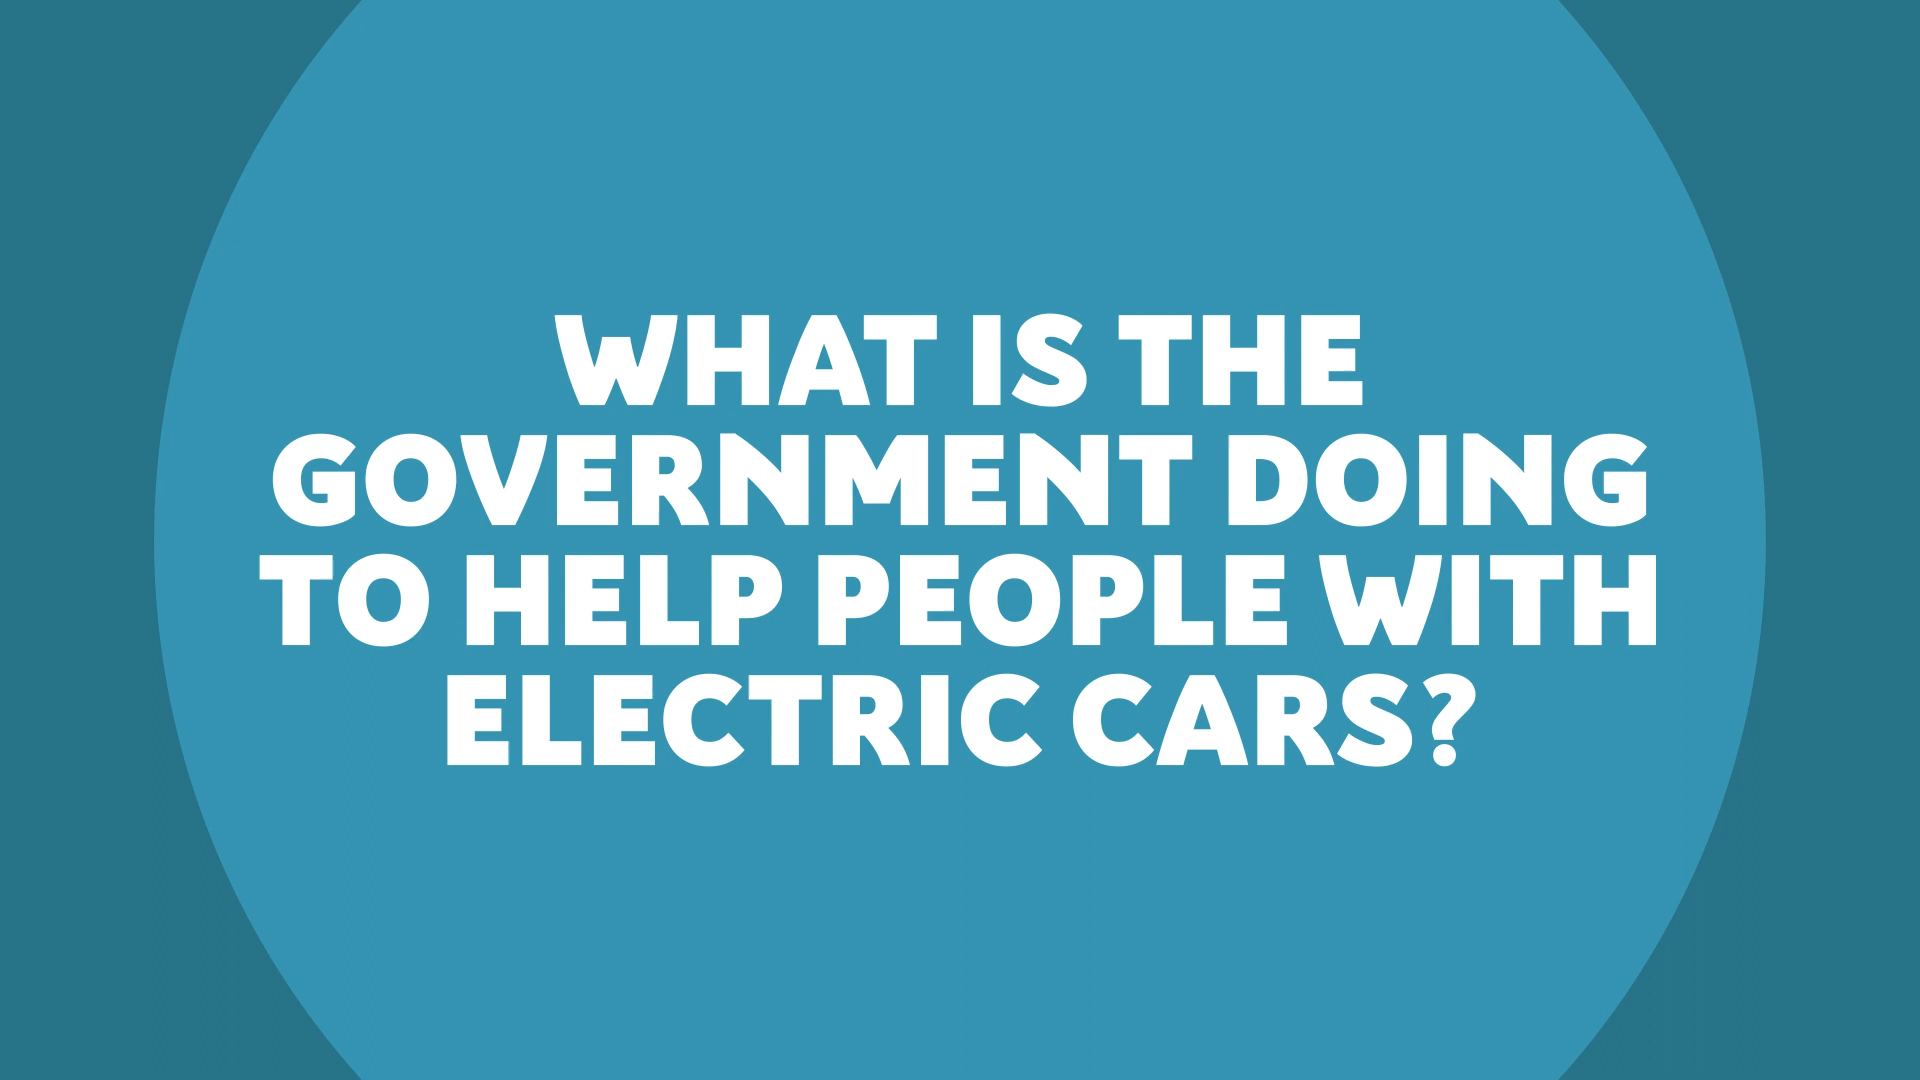 WHAT IS THE
GOVERNMENT DOING
TO HELP PEOPLE WITH
ELECTRIC CARS?